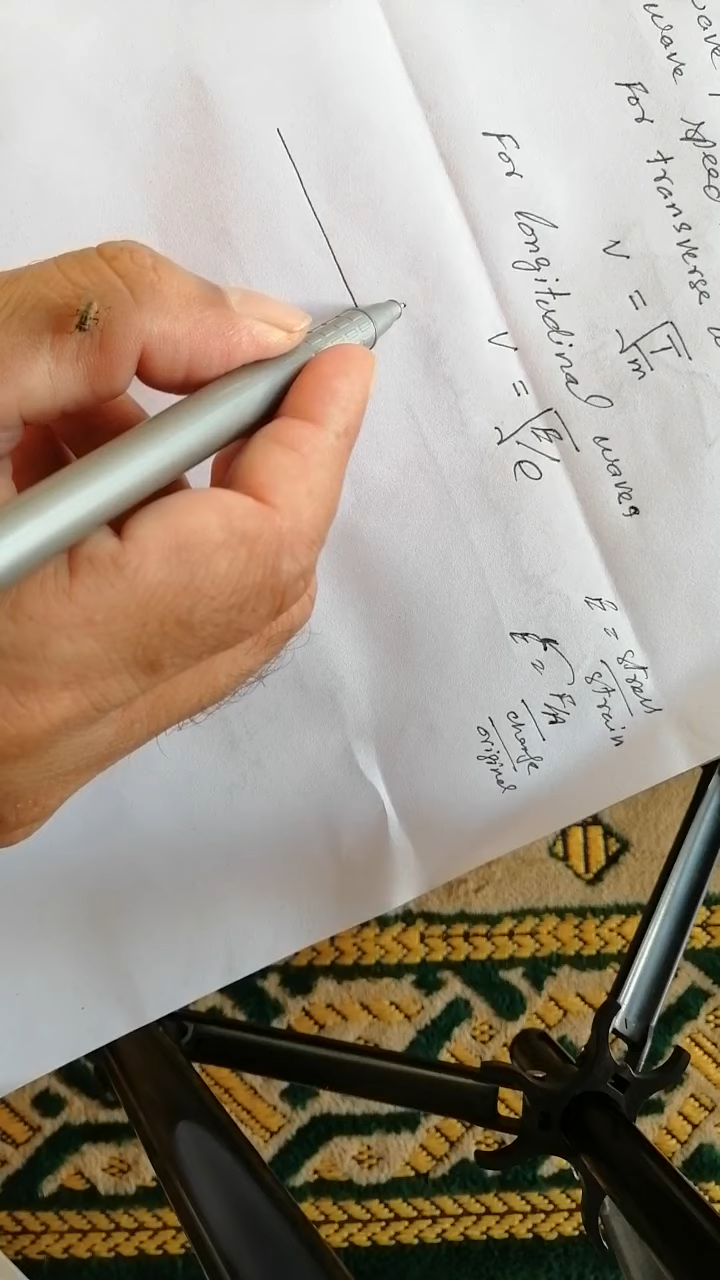 wave speed
For transverse
v = √T/m
For longitudinal waves
v = √E/e
E = stress/strain
E = F/A / change/original